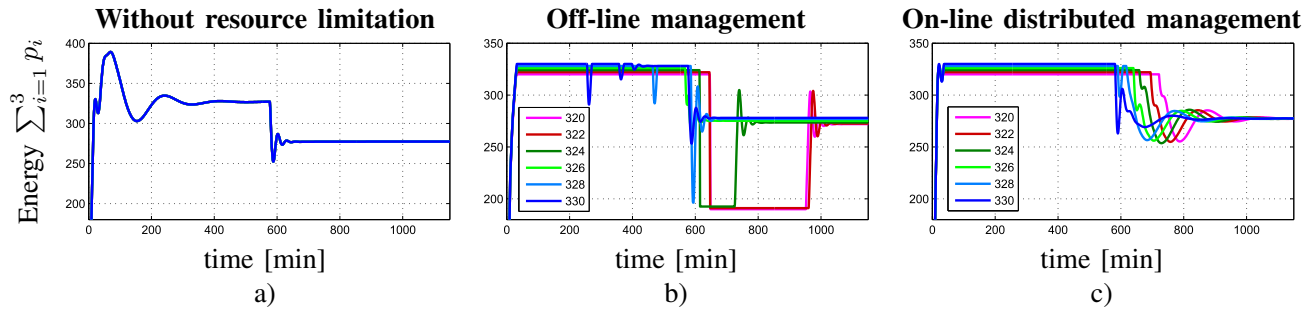 Without resource limitation
Off-line management
On-line distributed management
Energy ∑³ᵢ₌₁ pᵢ
400
350
300
250
200
0 200 400 600 800 1000
time [min]
a)
350
300
250
200
320
322
324
326
328
330
0 200 400 600 800 1000
time [min]
b)
350
300
250
200
320
322
324
326
328
330
0 200 400 600 800 1000
time [min]
c)